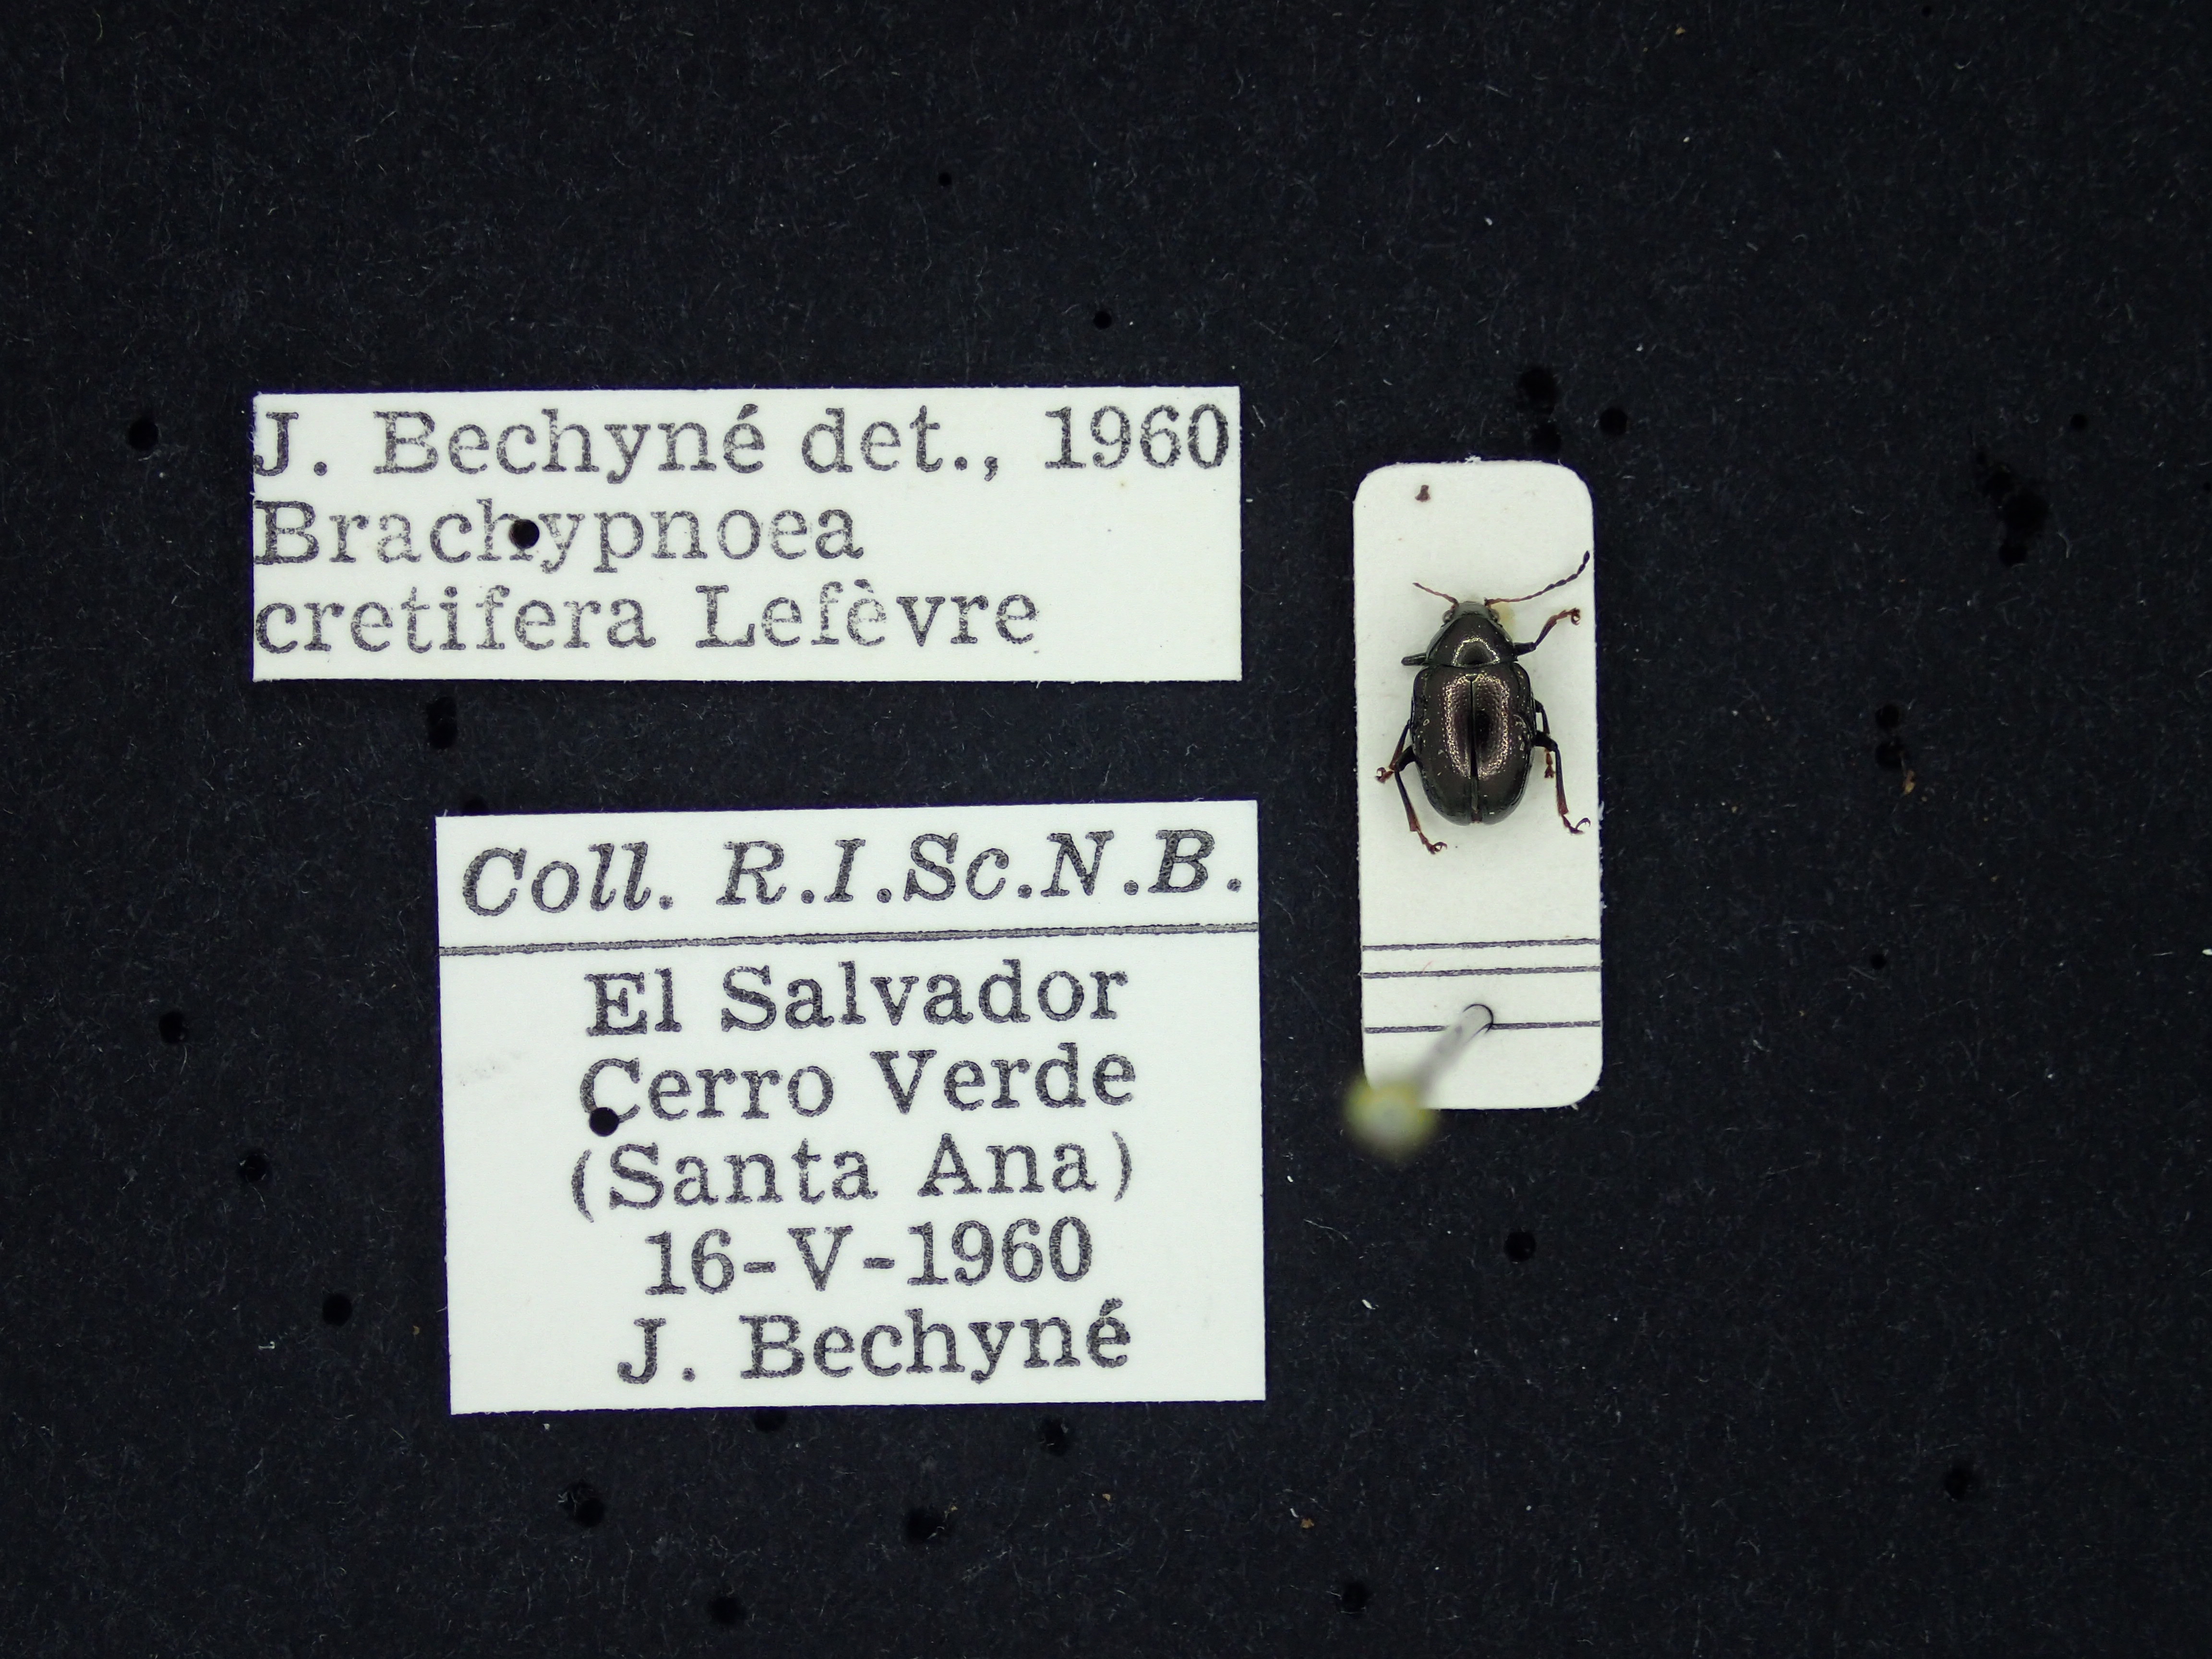 J. Bechyné det., 1960
Brachypnoea
cretifera Lefèvre
Coll. R.I.Sc.N.B.
El Salvador
Cerro Verde
(Santa Ana)
16-V-1960
J. Bechyné